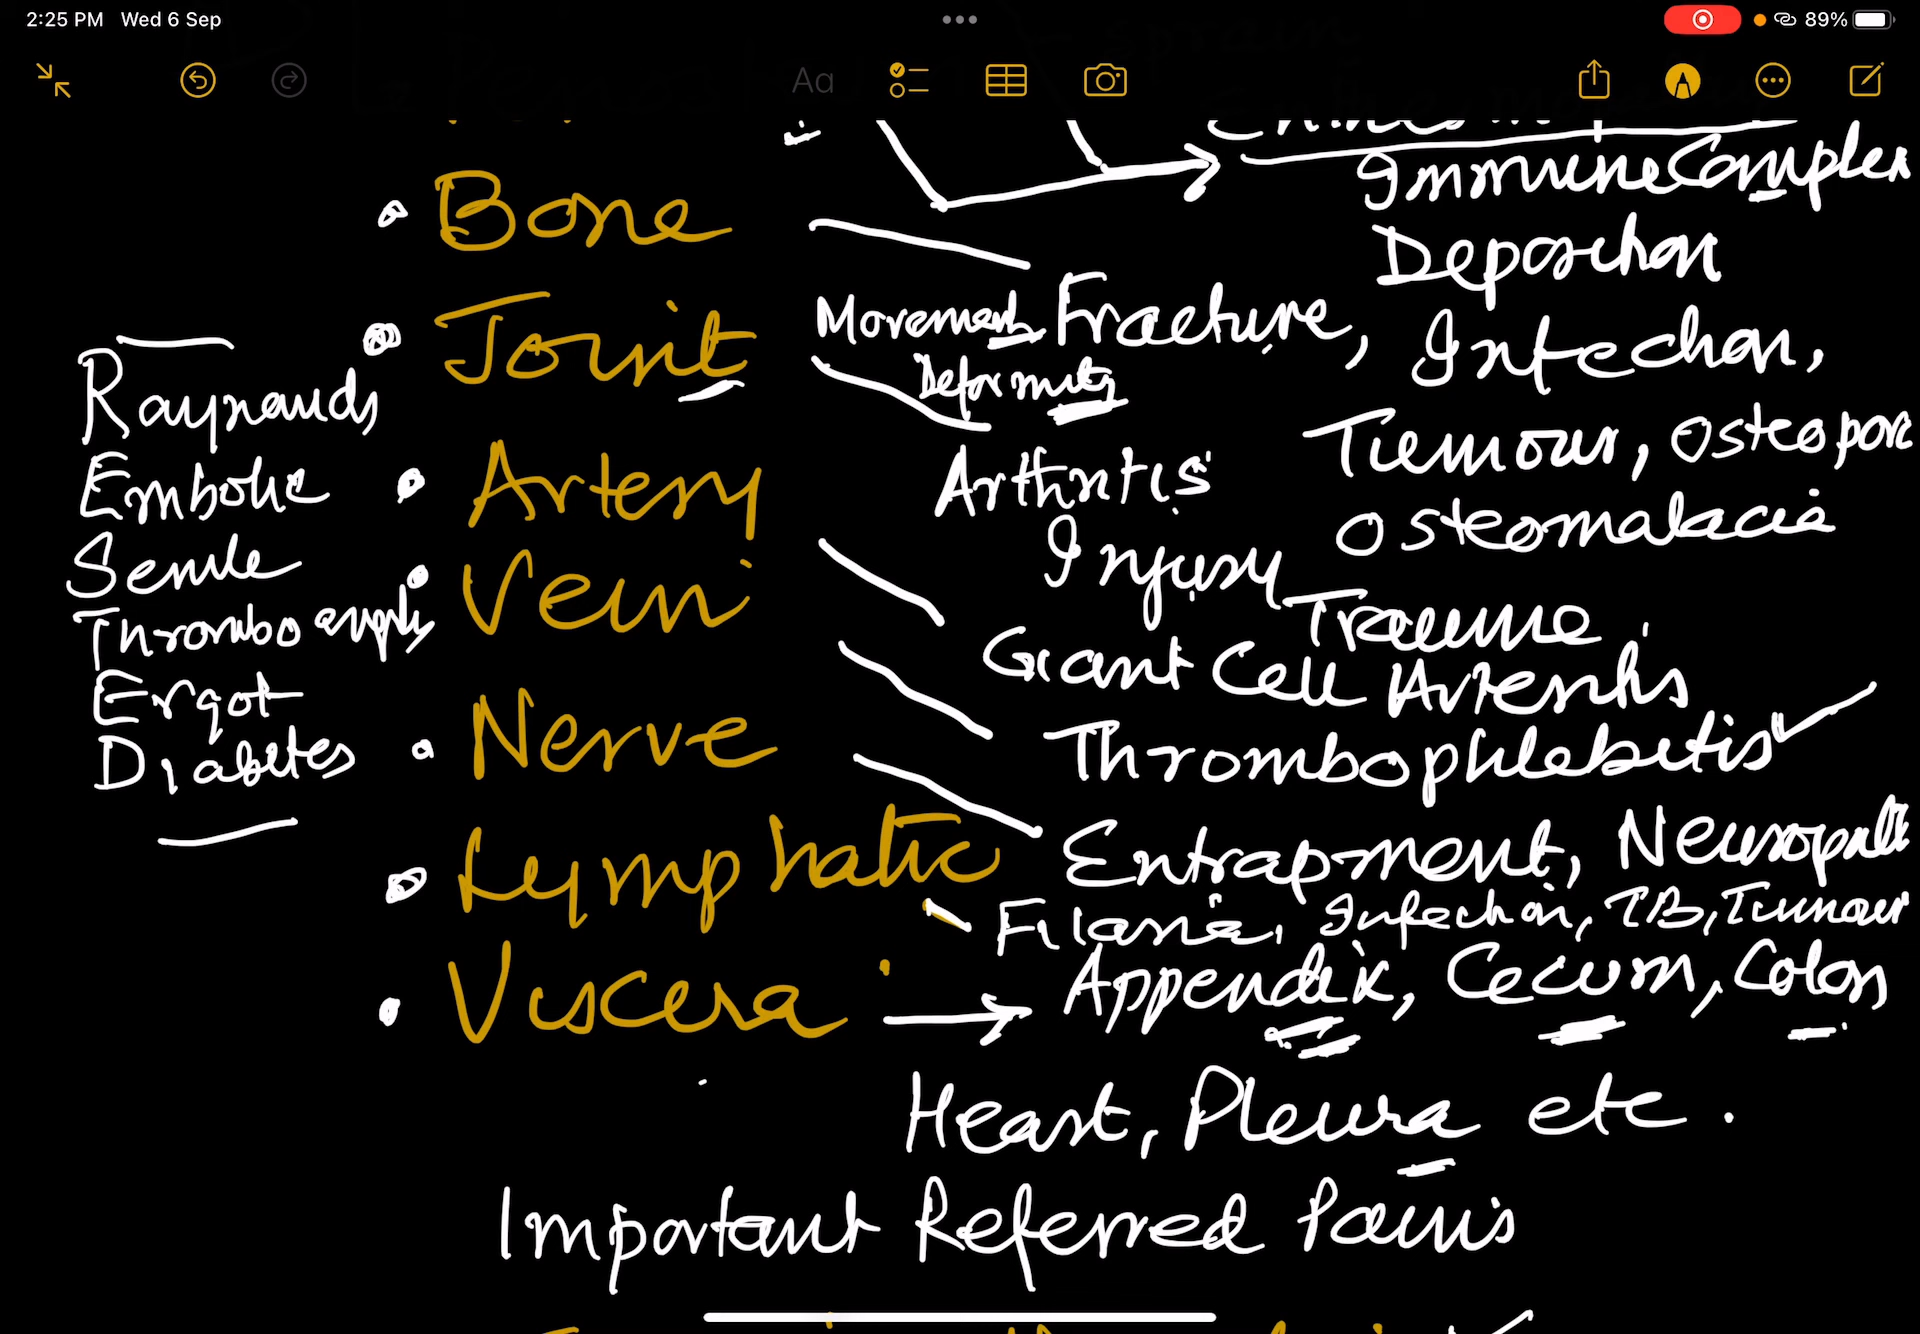 2:25 PM Wed 6 Sep
89%
Aa
Immune Complex
Deposition
Bone
Movement Fracture, Infection,
Deformity
Joint
Raynauds
Tumour, Osteopor
Arthritis
Osteomalacia
Embolic
Artery
Injury
Senile
Trauma
Vein
Thrombo angitis
Giant Cell Arteritis
Ergot
Nerve
Thrombophlebitis
Diabetes
Entrapment, Neuropath
Lymphatic
Filaria, Infection, TB, Tumour
Viscera
Appendix, Cecum, Colon
Heart, Pleura etc.
Important Referred Pains